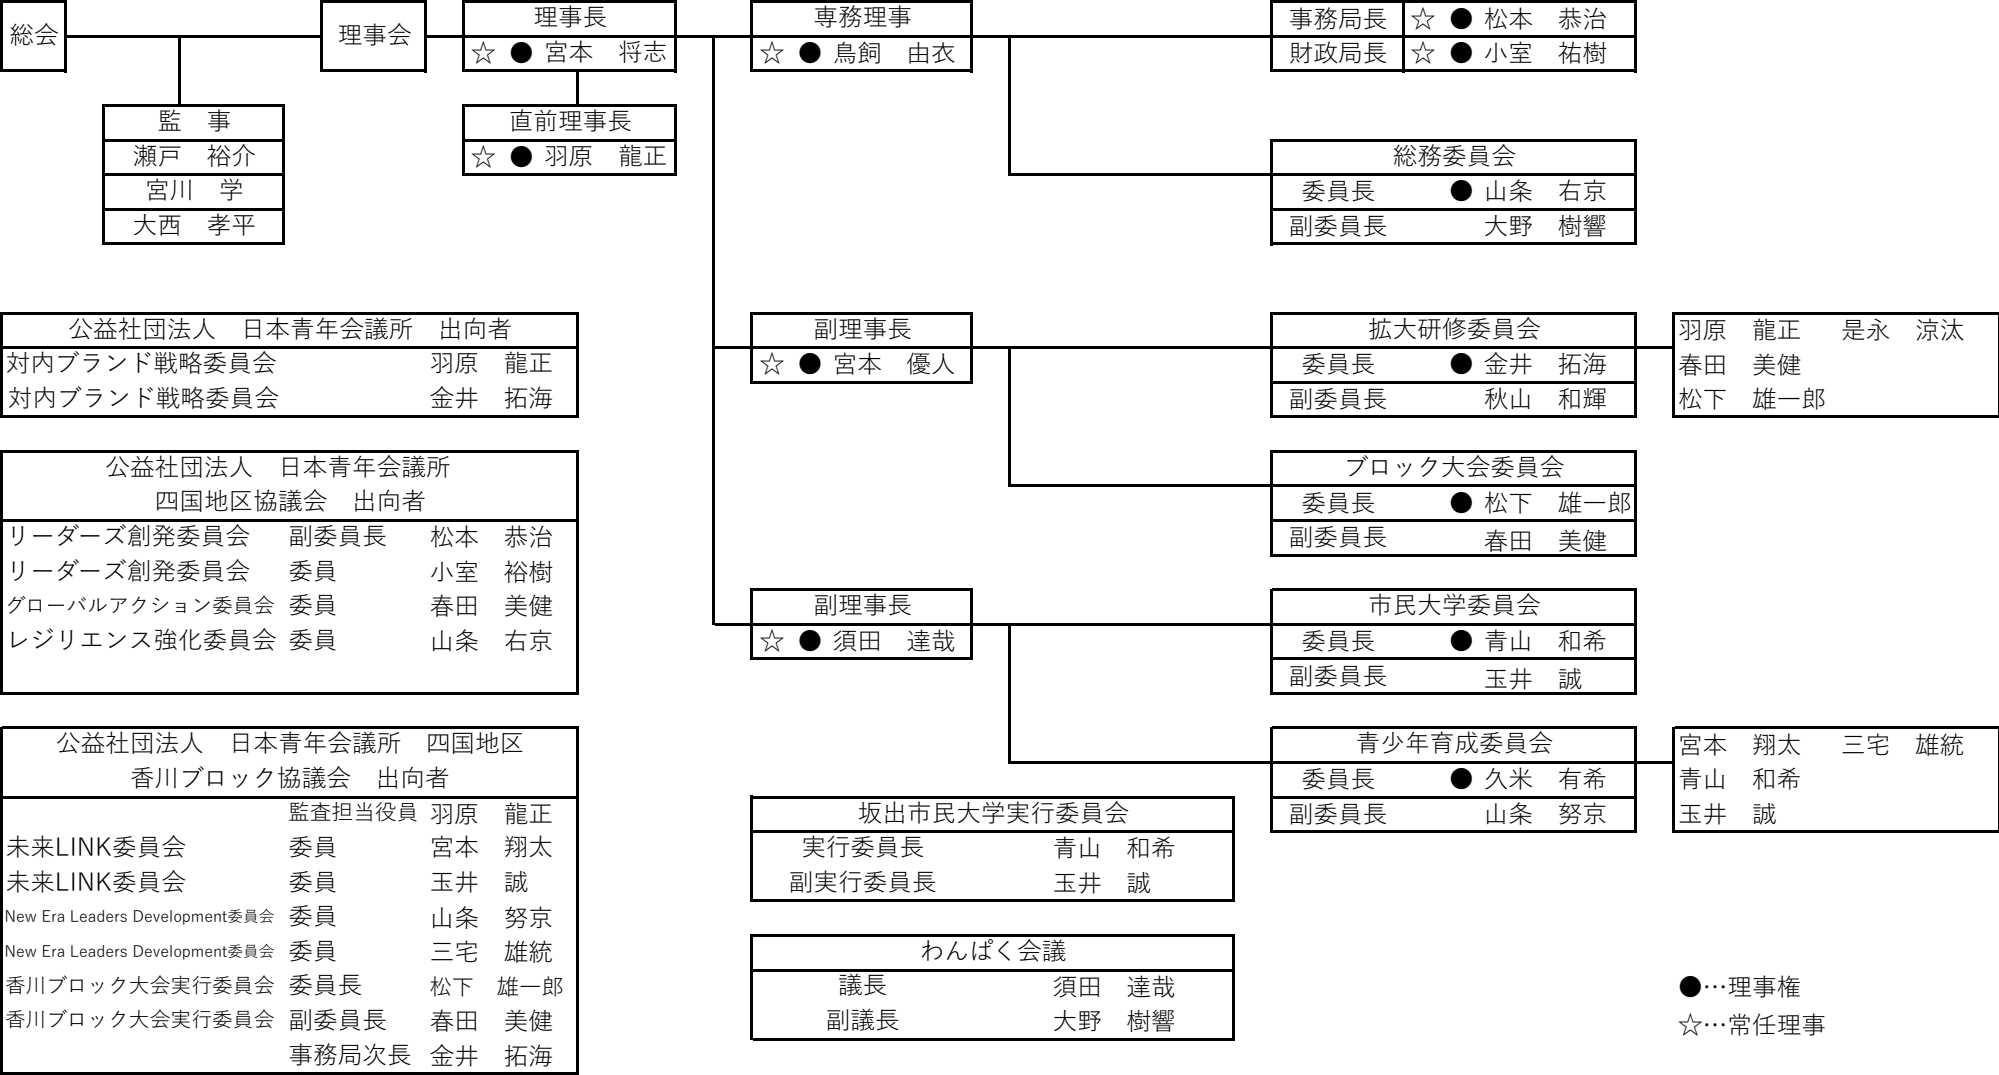 総会
理事会
理事長
☆ ● 宮本　将志
直前理事長
☆ ● 羽原　龍正
監　事
瀬戸　裕介
宮川　学
大西　孝平
専務理事
☆ ● 鳥飼　由衣
事務局長 ☆ ● 松本　恭治
財政局長 ☆ ● 小室　祐樹
総務委員会
委員長 ● 山条　右京
副委員長 大野　樹響
副理事長
☆ ● 宮本　優人
拡大研修委員会
委員長 ● 金井　拓海
副委員長 秋山　和輝
羽原　龍正 是永　涼汰
春田　美健
松下　雄一郎
ブロック大会委員会
委員長 ● 松下　雄一郎
副委員長 春田　美健
副理事長
☆ ● 須田　達哉
市民大学委員会
委員長 ● 青山　和希
副委員長 玉井　誠
青少年育成委員会
委員長 ● 久米　有希
副委員長 山条　努京
宮本　翔太 三宅　雄統
青山　和希
玉井　誠
公益社団法人　日本青年会議所　出向者
対内ブランド戦略委員会 羽原　龍正
対内ブランド戦略委員会 金井　拓海
公益社団法人　日本青年会議所
四国地区協議会　出向者
リーダーズ創発委員会 副委員長 松本　恭治
リーダーズ創発委員会 委員 小室　裕樹
グローバルアクション委員会 委員 春田　美健
レジリエンス強化委員会 委員 山条　右京
公益社団法人　日本青年会議所　四国地区
香川ブロック協議会　出向者
監査担当役員 羽原　龍正
未来LINK委員会 委員 宮本　翔太
未来LINK委員会 委員 玉井　誠
New Era Leaders Development委員会 委員 山条　努京
New Era Leaders Development委員会 委員 三宅　雄統
香川ブロック大会実行委員会 委員長 松下　雄一郎
香川ブロック大会実行委員会 副委員長 春田　美健
事務局次長 金井　拓海
坂出市民大学実行委員会
実行委員長 青山　和希
副実行委員長 玉井　誠
わんぱく会議
議長 須田　達哉
副議長 大野　樹響
●…理事権
☆…常任理事